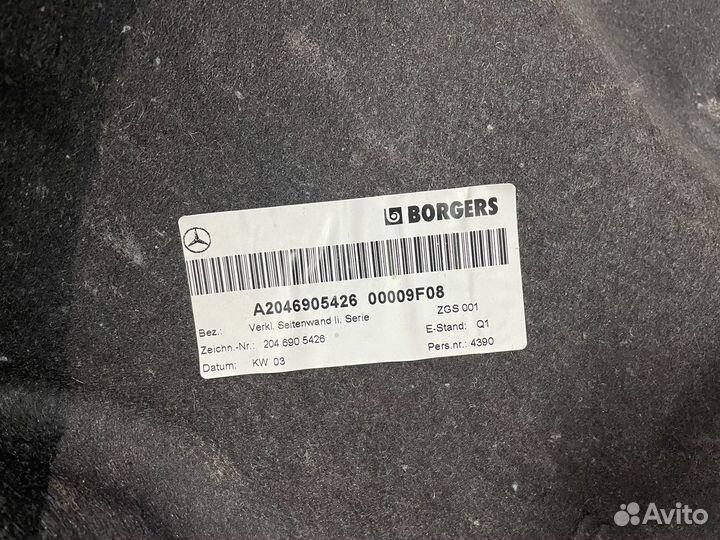 BORGERS
A2046905426 00009F08
Bez.: Verkl. Seitenwand li. Serie ZGS 001
Zeichn.-Nr.: 204 690 5426 E-Stand: Q1
Datum: KW 03 Pers.nr.: 4390
Avito